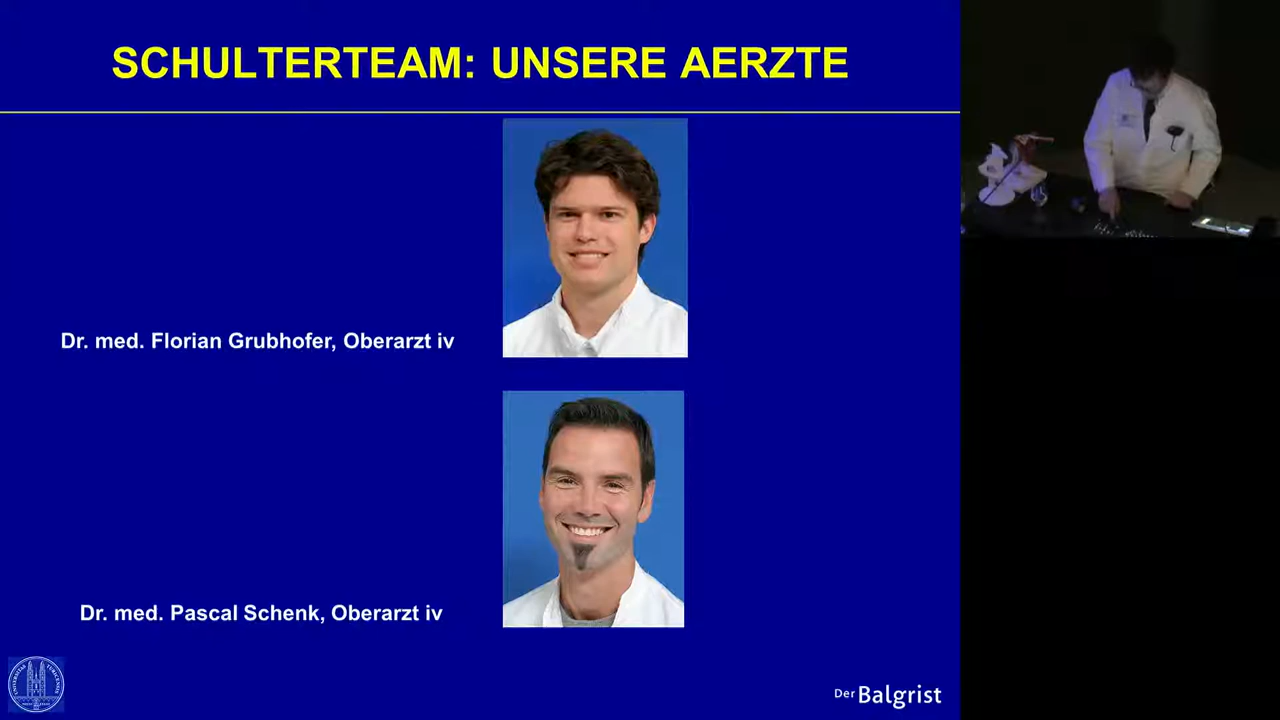 SCHULTERTEAM: UNSERE AERZTE
Dr. med. Florian Grubhofer, Oberarzt iv
Dr. med. Pascal Schenk, Oberarzt iv
Der Balgrist